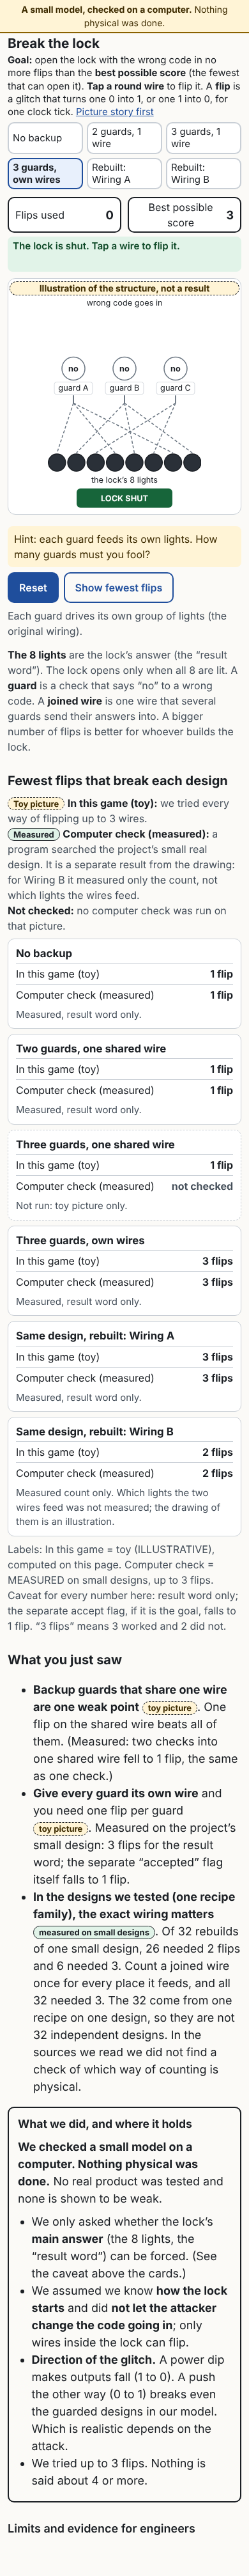 A small model, checked on a computer. Nothing
physical was done.
Break the lock
Goal: open the lock with the wrong code in no
more flips than the best possible score (the fewest
that can open it). Tap a round wire to flip it. A flip is
a glitch that turns one 0 into 1, or one 1 into 0, for
one clock tick. Picture story first
No backup
2 guards, 1
wire
3 guards, 1
wire
3 guards,
own wires
Rebuilt:
Wiring A
Rebuilt:
Wiring B
Flips used 0
Best possible
score 3
The lock is shut. Tap a wire to flip it.
Illustration of the structure, not a result
wrong code goes in
no no no
guard A guard B guard C
the lock's 8 lights
LOCK SHUT
Hint: each guard feeds its own lights. How
many guards must you fool?
Reset Show fewest flips
Each guard drives its own group of lights (the
original wiring).
The 8 lights are the lock's answer (the “result
word”). The lock opens only when all 8 are lit. A
guard is a check that says “no” to a wrong
code. A joined wire is one wire that several
guards send their answers into. A bigger
number of flips is better for whoever builds the
lock.
Fewest flips that break each design
Toy picture In this game (toy): we tried every
way of flipping up to 3 wires.
Measured Computer check (measured): a
program searched the project's small real
design. It is a separate result from the drawing:
for Wiring B it measured only the count, not
which lights the wires feed.
Not checked: no computer check was run on
that picture.
No backup
In this game (toy) 1 flip
Computer check (measured) 1 flip
Measured, result word only.
Two guards, one shared wire
In this game (toy) 1 flip
Computer check (measured) 1 flip
Measured, result word only.
Three guards, one shared wire
In this game (toy) 1 flip
Computer check (measured) not checked
Not run: toy picture only.
Three guards, own wires
In this game (toy) 3 flips
Computer check (measured) 3 flips
Measured, result word only.
Same design, rebuilt: Wiring A
In this game (toy) 3 flips
Computer check (measured) 3 flips
Measured, result word only.
Same design, rebuilt: Wiring B
In this game (toy) 2 flips
Computer check (measured) 2 flips
Measured count only. Which lights the two
wires feed was not measured; the drawing of
them is an illustration.
Labels: In this game = toy (ILLUSTRATIVE),
computed on this page. Computer check =
MEASURED on small designs, up to 3 flips.
Caveat for every number here: result word only;
the separate accept flag, if it is the goal, falls to
1 flip. “3 flips” means 3 worked and 2 did not.
What you just saw
• Backup guards that share one wire
are one weak point toy picture. One
flip on the shared wire beats all of
them. (Measured: two checks into
one shared wire fell to 1 flip, the same
as one check.)
• Give every guard its own wire and
you need one flip per guard
toy picture. Measured on the project's
small design: 3 flips for the result
word; the separate “accepted” flag
itself falls to 1 flip.
• In the designs we tested (one recipe
family), the exact wiring matters
measured on small designs. Of 32 rebuilds
of one small design, 26 needed 2 flips
and 6 needed 3. Count a joined wire
once for every place it feeds, and all
32 needed 3. The 32 come from one
recipe on one design, so they are not
32 independent designs. In the
sources we read we did not find a
check of which way of counting is
physical.
What we did, and where it holds
We checked a small model on a
computer. Nothing physical was
done. No real product was tested and
none is shown to be weak.
• We only asked whether the lock's
main answer (the 8 lights, the
“result word”) can be forced. (See
the caveat above the cards.)
• We assumed we know how the lock
starts and did not let the attacker
change the code going in; only
wires inside the lock can flip.
• Direction of the glitch. A power dip
makes outputs fall (1 to 0). A push
the other way (0 to 1) breaks even
the guarded designs in our model.
Which is realistic depends on the
attack.
• We tried up to 3 flips. Nothing is
said about 4 or more.
Limits and evidence for engineers